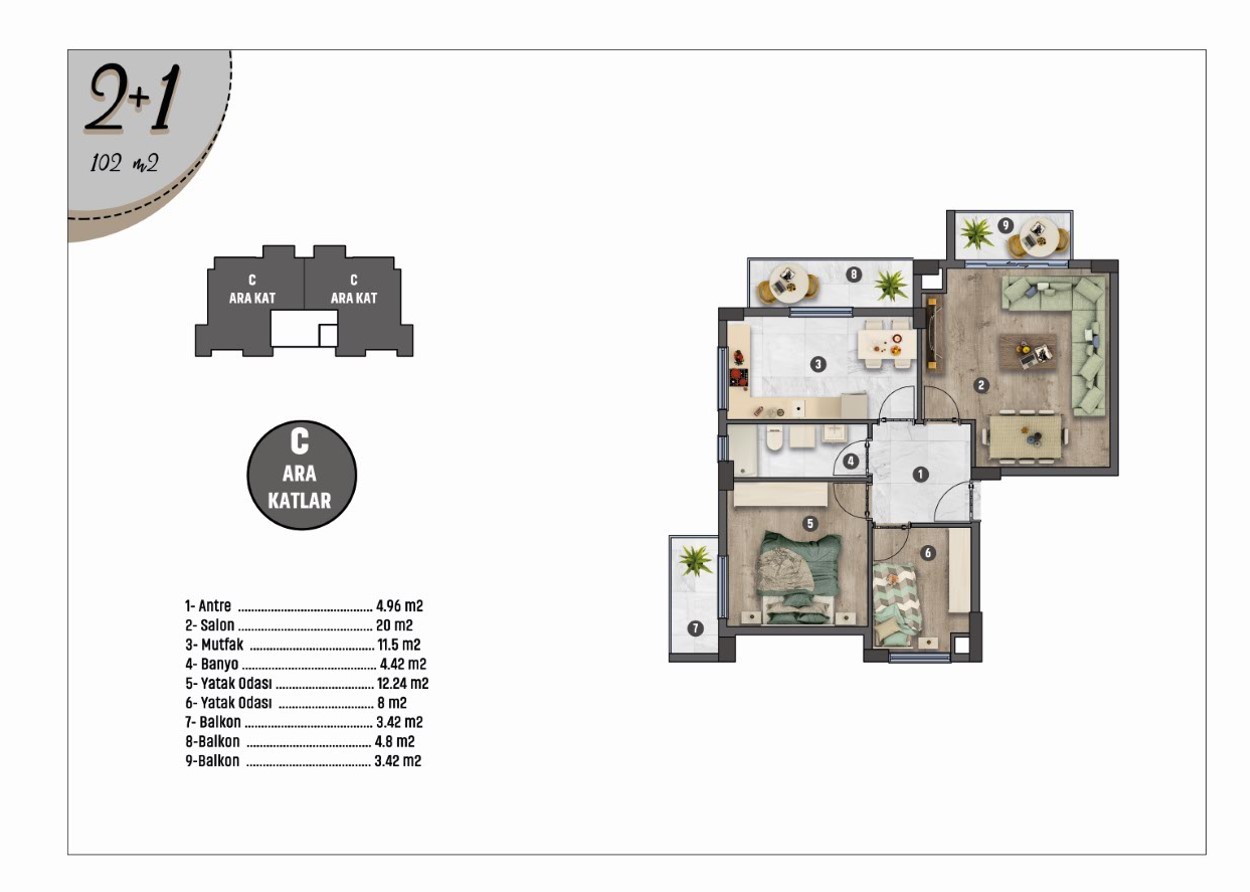 2+1
102 m2
C
ARA KAT
C
ARA KAT
C
ARA
KATLAR
1- Antre ........................................ 4.96 m2
2- Salon ........................................ 20 m2
3- Mutfak ..................................... 11.5 m2
4- Banyo ....................................... 4.42 m2
5- Yatak Odası ............................. 12.24 m2
6- Yatak Odası ............................. 8 m2
7- Balkon ...................................... 3.42 m2
8-Balkon ..................................... 4.8 m2
9-Balkon ..................................... 3.42 m2
9
8
3
2
4
1
5
6
7